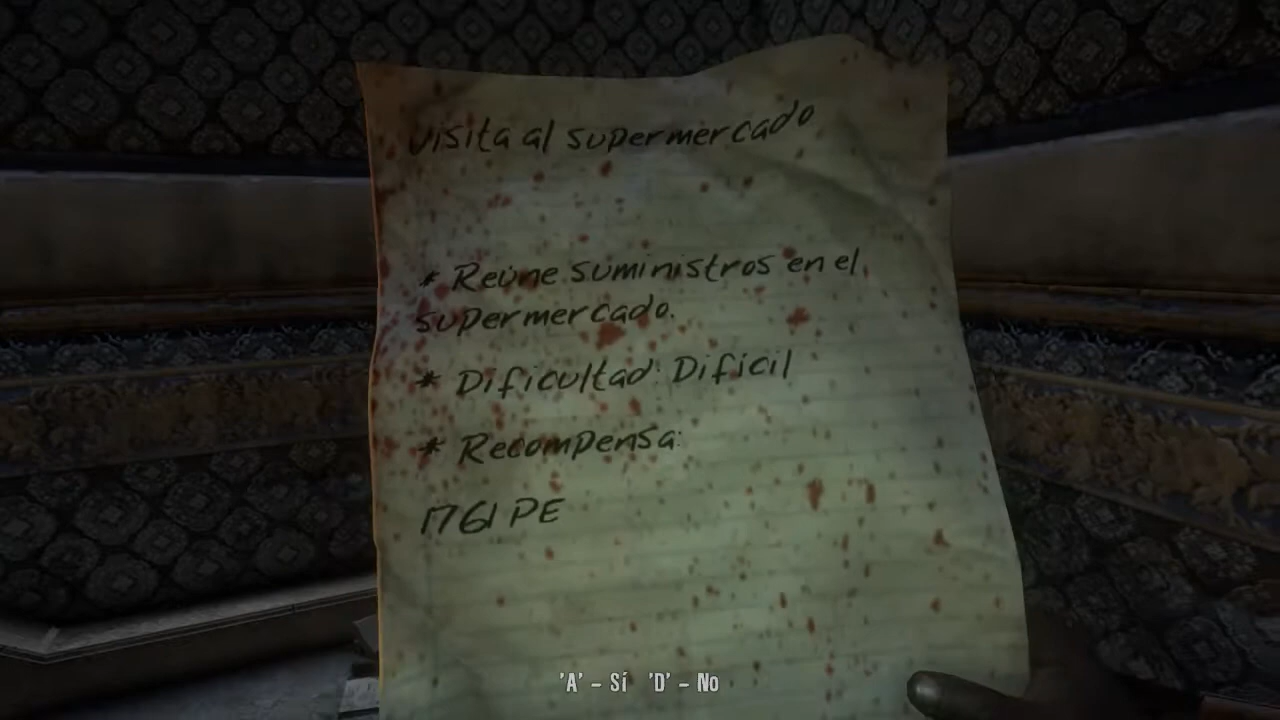 Visita al supermercado
* Reúne suministros en el
supermercado.
* Dificultad: Difícil
* Recompensa:
1761 PE
'A' - Sí 'D' - No